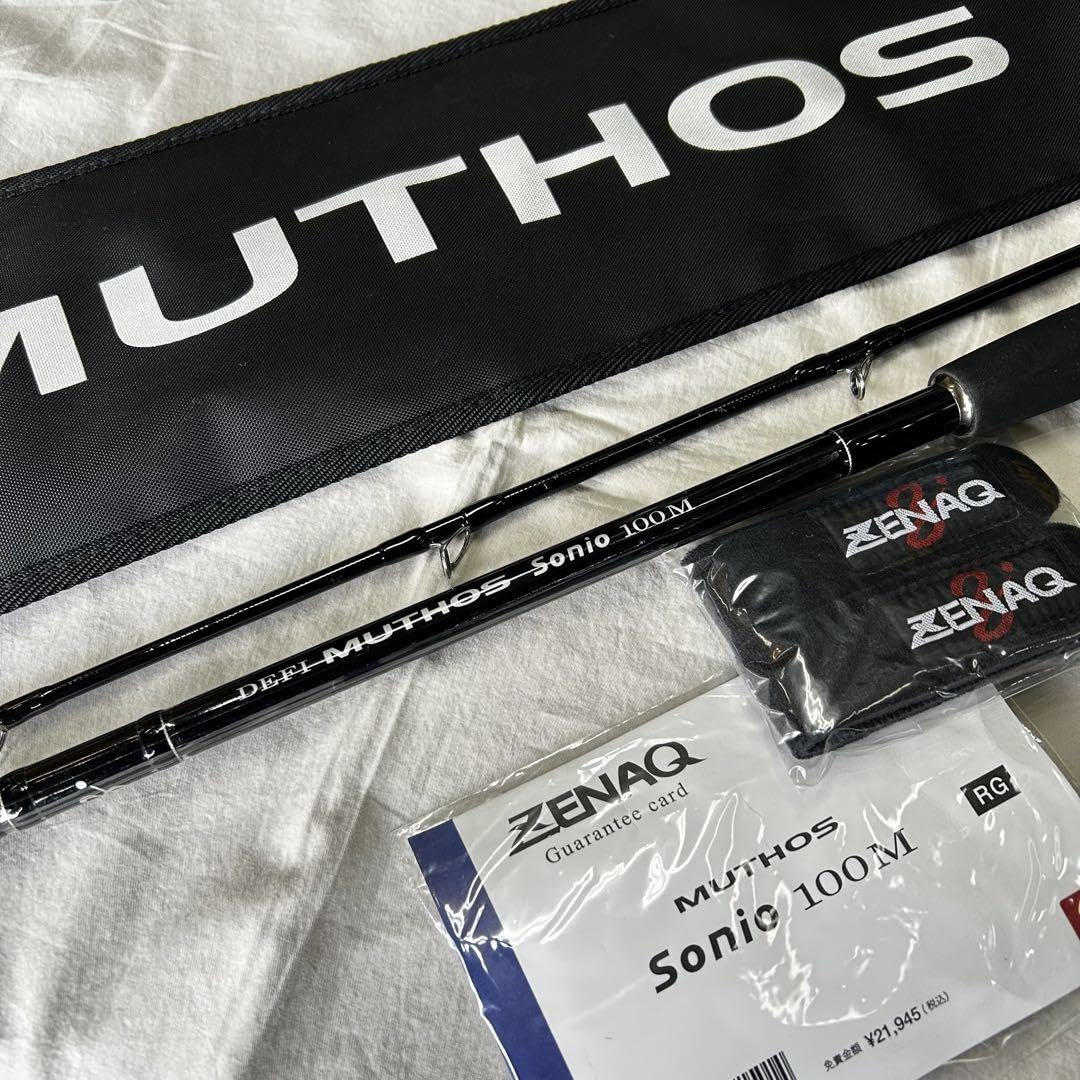 MUTHOS
DEFI MUTHOS Sonio 100M
ZENAQ
ZENAQ
ZENAQ
Guarantee card
RG
MUTHOS
Sonio 100M
免責金額 ¥21,945(税込)